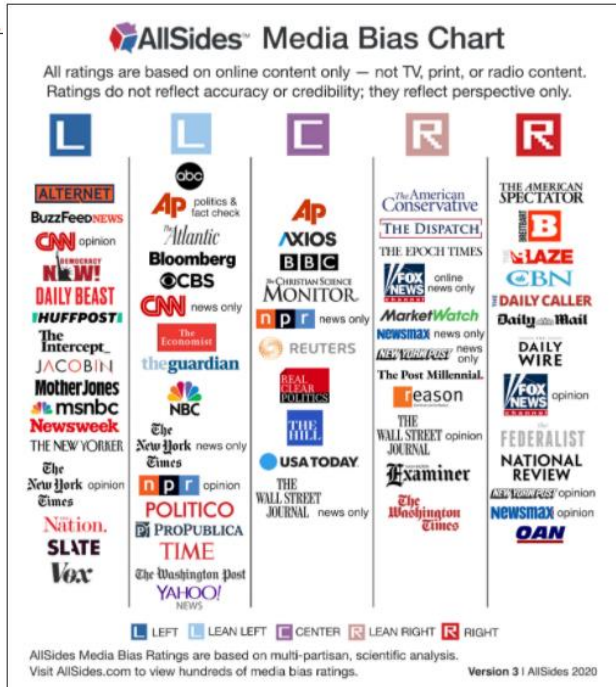 AllSides™ Media Bias Chart
All ratings are based on online content only — not TV, print, or radio content.
Ratings do not reflect accuracy or credibility; they reflect perspective only.
L
L
C
R
R
ALTERNET
BuzzFeed NEWS
CNN opinion
DEMOCRACY
NOW!
DAILY BEAST
HUFFPOST
The
Intercept_
JACOBIN
Mother Jones
msnbc
Newsweek
THE NEW YORKER
The
New York opinion
Times
The Nation.
SLATE
Vox
abc
AP politics &
fact check
The Atlantic
Bloomberg
CBS
CNN news only
The
Economist
theguardian
NBC
The
New York news only
Times
npr opinion
POLITICO
PROPUBLICA
TIME
The Washington Post
YAHOO!
NEWS
AP
AXIOS
BBC
The CHRISTIAN SCIENCE
MONITOR
npr news only
REUTERS
REAL
CLEAR
POLITICS
THE
HILL
USA TODAY
THE
WALL STREET
JOURNAL news only
The American
Conservative
THE DISPATCH
THE EPOCH TIMES
FOX
NEWS
channel
online
news only
MarketWatch
Newsmax news only
NEW YORK POST news
only
The Post Millennial.
reason
THE
WALL STREET
JOURNAL
opinion
Examiner
The
Washington
Times
THE AMERICAN
SPECTATOR
BREITBART
B
BLAZE
CBN
THE DAILY CALLER
Daily Mail
DAILY
WIRE
FOX
NEWS
channel
opinion
the
FEDERALIST
NATIONAL
REVIEW
NEW YORK POST opinion
Newsmax opinion
OAN
L LEFT L LEAN LEFT C CENTER R LEAN RIGHT R RIGHT
AllSides Media Bias Ratings are based on multi-partisan, scientific analysis.
Visit AllSides.com to view hundreds of media bias ratings.
Version 3 | AllSides 2020